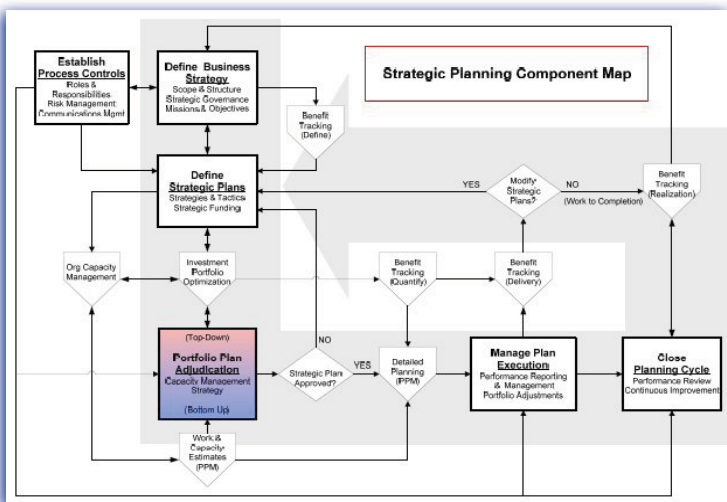 Strategic Planning Component Map
Establish
Process Controls
Roles &
Responsibilities
Risk Management
Communications Mgmt
Define Business
Strategy
Scope & Structure
Strategic Governance
Missions & Objectives
Benefit
Tracking
(Define)
Define
Strategic Plans
Strategies & Tactics
Strategic Funding
YES
Modify
Strategic
Plans?
NO
(Work to Completion)
Benefit
Tracking
(Realization)
Org Capacity
Management
Investment
Portfolio
Optimization
Benefit
Tracking
(Quantify)
Benefit
Tracking
(Delivery)
(Top-Down)
Portfolio Plan
Adjudication
Capacity Management
Strategy
(Bottom Up)
NO
Strategic Plan
Approved?
YES
Detailed
Planning
(PPM)
Manage Plan
Execution
Performance Reporting
& Management
Portfolio Adjustments
Close
Planning Cycle
Performance Review
Continuous Improvement
Work &
Capacity
Estimates
(PPM)